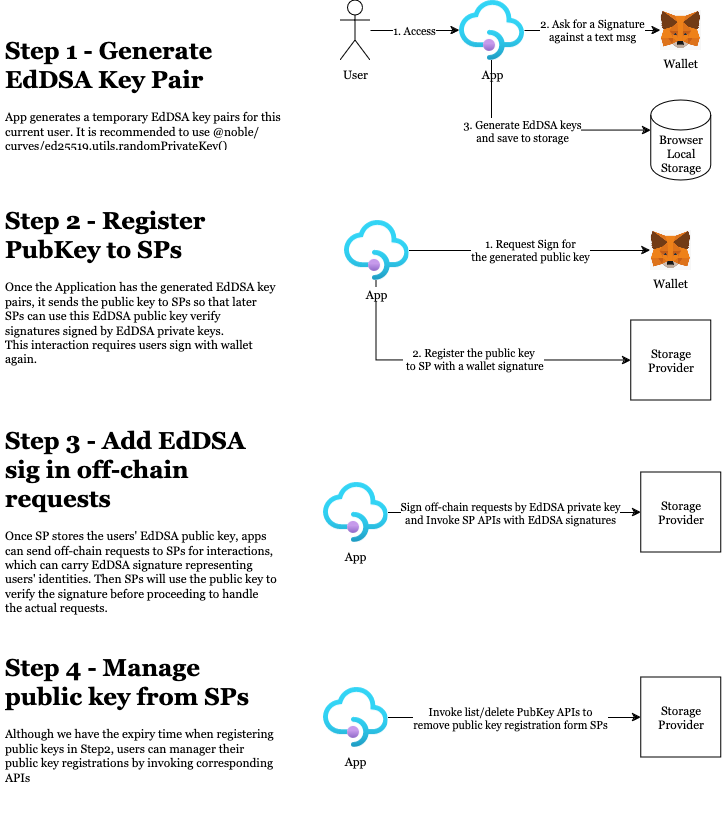 Step 1 - Generate
EdDSA Key Pair
App generates a temporary EdDSA key pairs for this
current user. It is recommended to use @noble/
curves/ed25519.utils.randomPrivateKey()
User
1. Access
App
2. Ask for a Signature
against a text msg
Wallet
3. Generate EdDSA keys
and save to storage
Browser
Local
Storage
Step 2 - Register
PubKey to SPs
Once the Application has the generated EdDSA key
pairs, it sends the public key to SPs so that later
SPs can use this EdDSA public key verify
signatures signed by EdDSA private keys.
This interaction requires users sign with wallet
again.
App
1. Request Sign for
the generated public key
Wallet
2. Register the public key
to SP with a wallet signature
Storage
Provider
Step 3 - Add EdDSA
sig in off-chain
requests
Once SP stores the users' EdDSA public key, apps
can send off-chain requests to SPs for interactions,
which can carry EdDSA signature representing
users' identities. Then SPs will use the public key to
verify the signature before proceeding to handle
the actual requests.
App
Sign off-chain requests by EdDSA private key
and Invoke SP APIs with EdDSA signatures
Storage
Provider
Step 4 - Manage
public key from SPs
Although we have the expiry time when registering
public keys in Step2, users can manager their
public key registrations by invoking corresponding
APIs
App
Invoke list/delete PubKey APIs to
remove public key registration form SPs
Storage
Provider